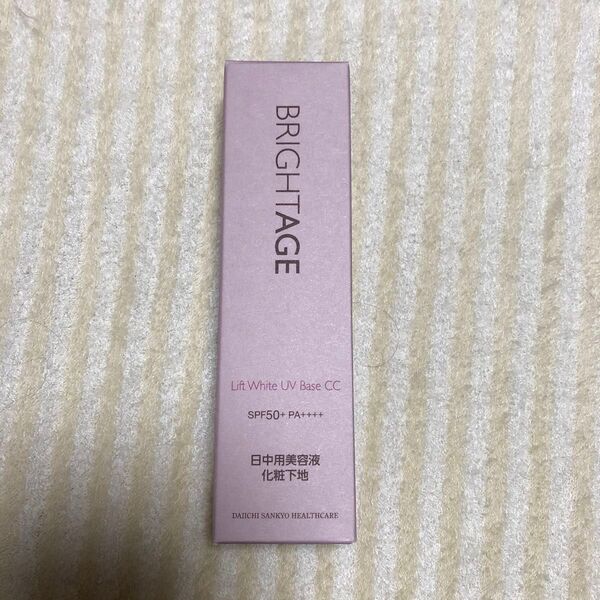 BRIGHTAGE
Lift White UV Base CC
SPF50+ PA++++
日中用美容液
化粧下地
DAIICHI SANKYO HEALTHCARE